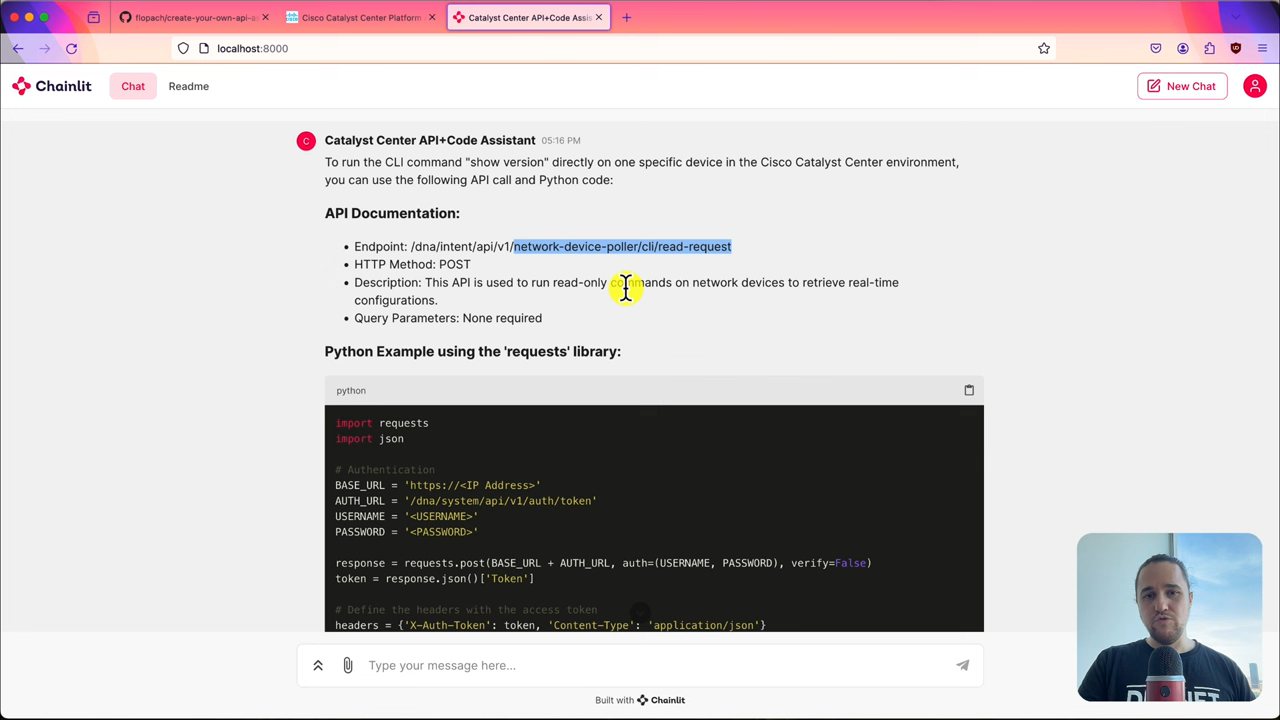 flopach/create-your-own-api-as
Cisco Catalyst Center Platform
Catalyst Center API+Code Assis
localhost:8000
Chainlit
Chat
Readme
New Chat
C
Catalyst Center API+Code Assistant 05:16 PM
To run the CLI command "show version" directly on one specific device in the Cisco Catalyst Center environment,
you can use the following API call and Python code:
API Documentation:
• Endpoint: /dna/intent/api/v1/network-device-poller/cli/read-request
• HTTP Method: POST
• Description: This API is used to run read-only commands on network devices to retrieve real-time
configurations.
• Query Parameters: None required
Python Example using the 'requests' library:
python
import requests
import json
# Authentication
BASE_URL = 'https://<IP Address>'
AUTH_URL = '/dna/system/api/v1/auth/token'
USERNAME = '<USERNAME>'
PASSWORD = '<PASSWORD>'
response = requests.post(BASE_URL + AUTH_URL, auth=(USERNAME, PASSWORD), verify=False)
token = response.json()['Token']
# Define the headers with the access token
headers = {'X-Auth-Token': token, 'Content-Type': 'application/json'}
Type your message here...
Built with Chainlit